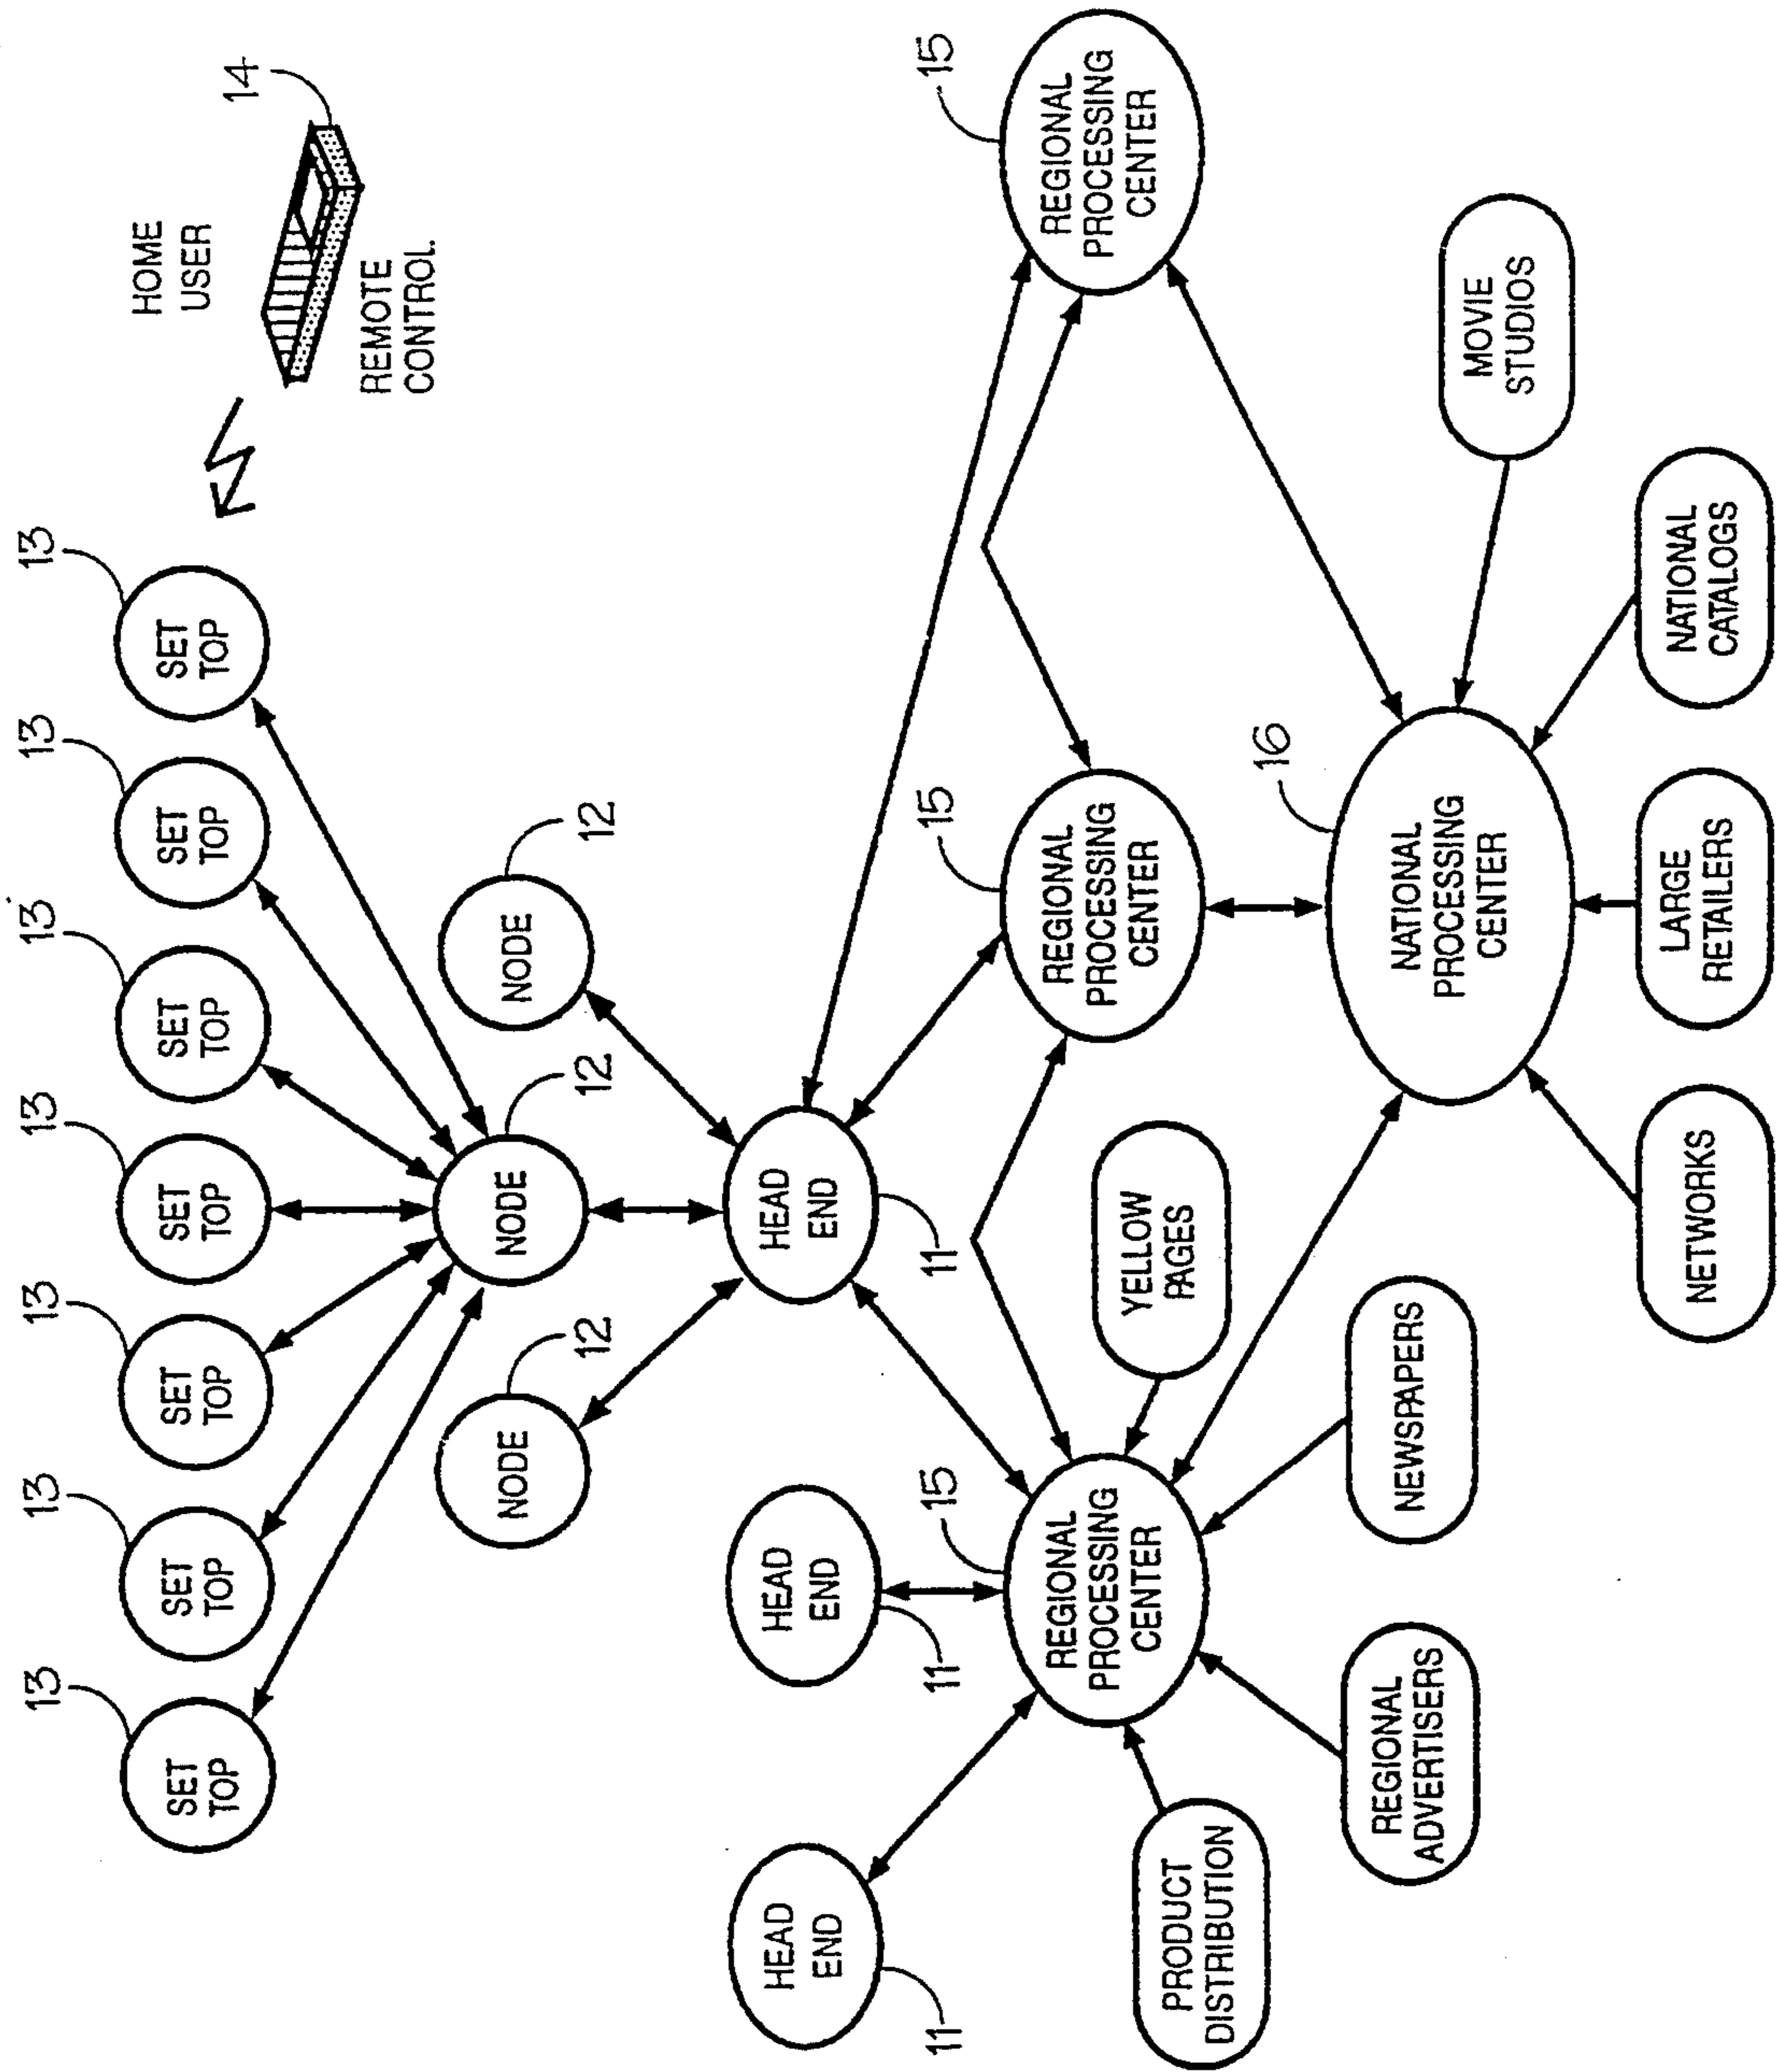 13
13
13
13
13
13
13
SET
TOP
SET
TOP
SET
TOP
SET
TOP
SET
TOP
SET
TOP
SET
TOP
HOME
USER
14
REMOTE
CONTROL
NODE
12
NODE
12
NODE
12
HEAD
END
11
HEAD
END
11
HEAD
END
11
REGIONAL
PROCESSING
CENTER
15
REGIONAL
PROCESSING
CENTER
15
REGIONAL
PROCESSING
CENTER
15
YELLOW
PAGES
PRODUCT
DISTRIBUTION
REGIONAL
ADVERTISERS
NEWSPAPERS
NATIONAL
PROCESSING
CENTER
16
MOVIE
STUDIOS
NETWORKS
LARGE
RETAILERS
NATIONAL
CATALOGS